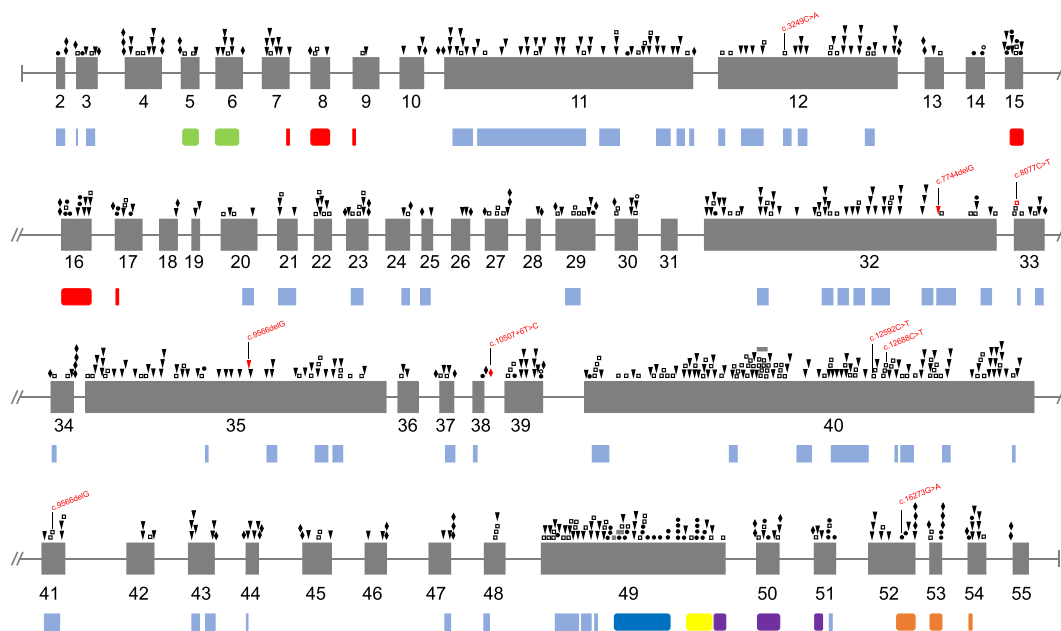 c.3249C>A
2 3 4 5 6 7 8 9 10 11 12 13 14 15
c.7744delG c.8077C>T
16 17 18 19 20 21 22 23 24 25 26 27 28 29 30 31 32 33
c.9566delG c.10507+6T>C c.12592C>T c.12688C>T
34 35 36 37 38 39 40
c.9566delG c.16273G>A
41 42 43 44 45 46 47 48 49 50 51 52 53 54 55